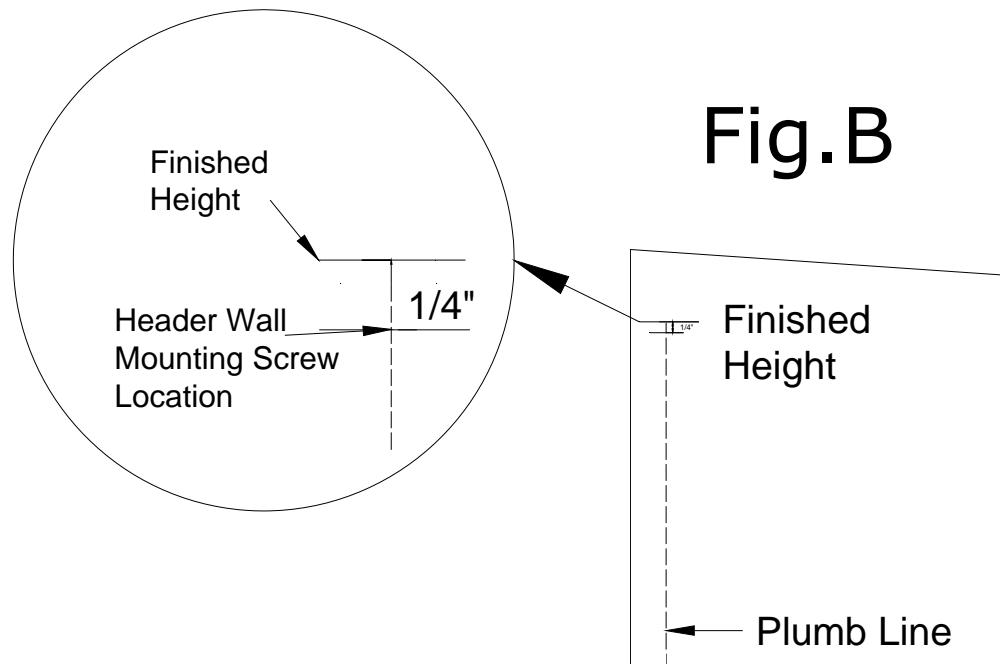 Fig.B
Finished
Height
1/4"
Header Wall
Mounting Screw
Location
1/4"
Finished
Height
Plumb Line